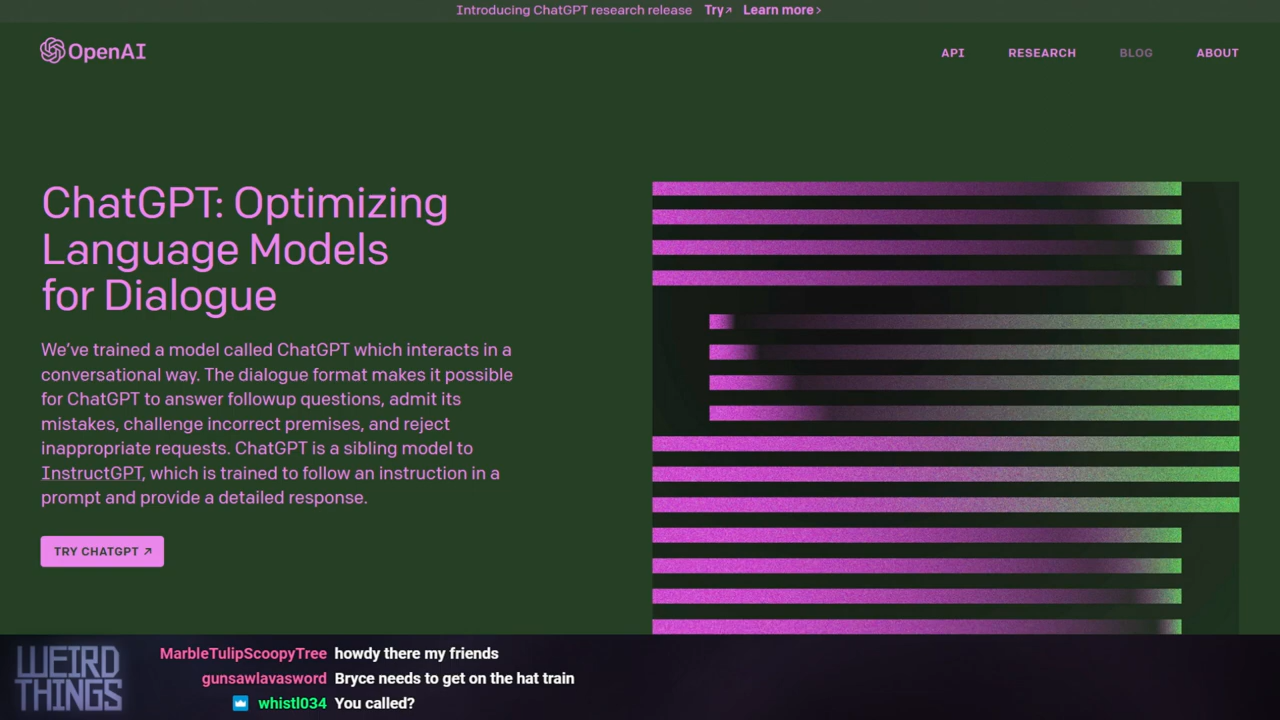 Introducing ChatGPT research release Try↗ Learn more ›
OpenAI
API RESEARCH BLOG ABOUT
ChatGPT: Optimizing
Language Models
for Dialogue
We’ve trained a model called ChatGPT which interacts in a
conversational way. The dialogue format makes it possible
for ChatGPT to answer followup questions, admit its
mistakes, challenge incorrect premises, and reject
inappropriate requests. ChatGPT is a sibling model to
InstructGPT, which is trained to follow an instruction in a
prompt and provide a detailed response.
TRY CHATGPT ↗
WEIRD
THINGS
MarbleTulipScoopyTree howdy there my friends
gunsawlavasword Bryce needs to get on the hat train
whistl034 You called?